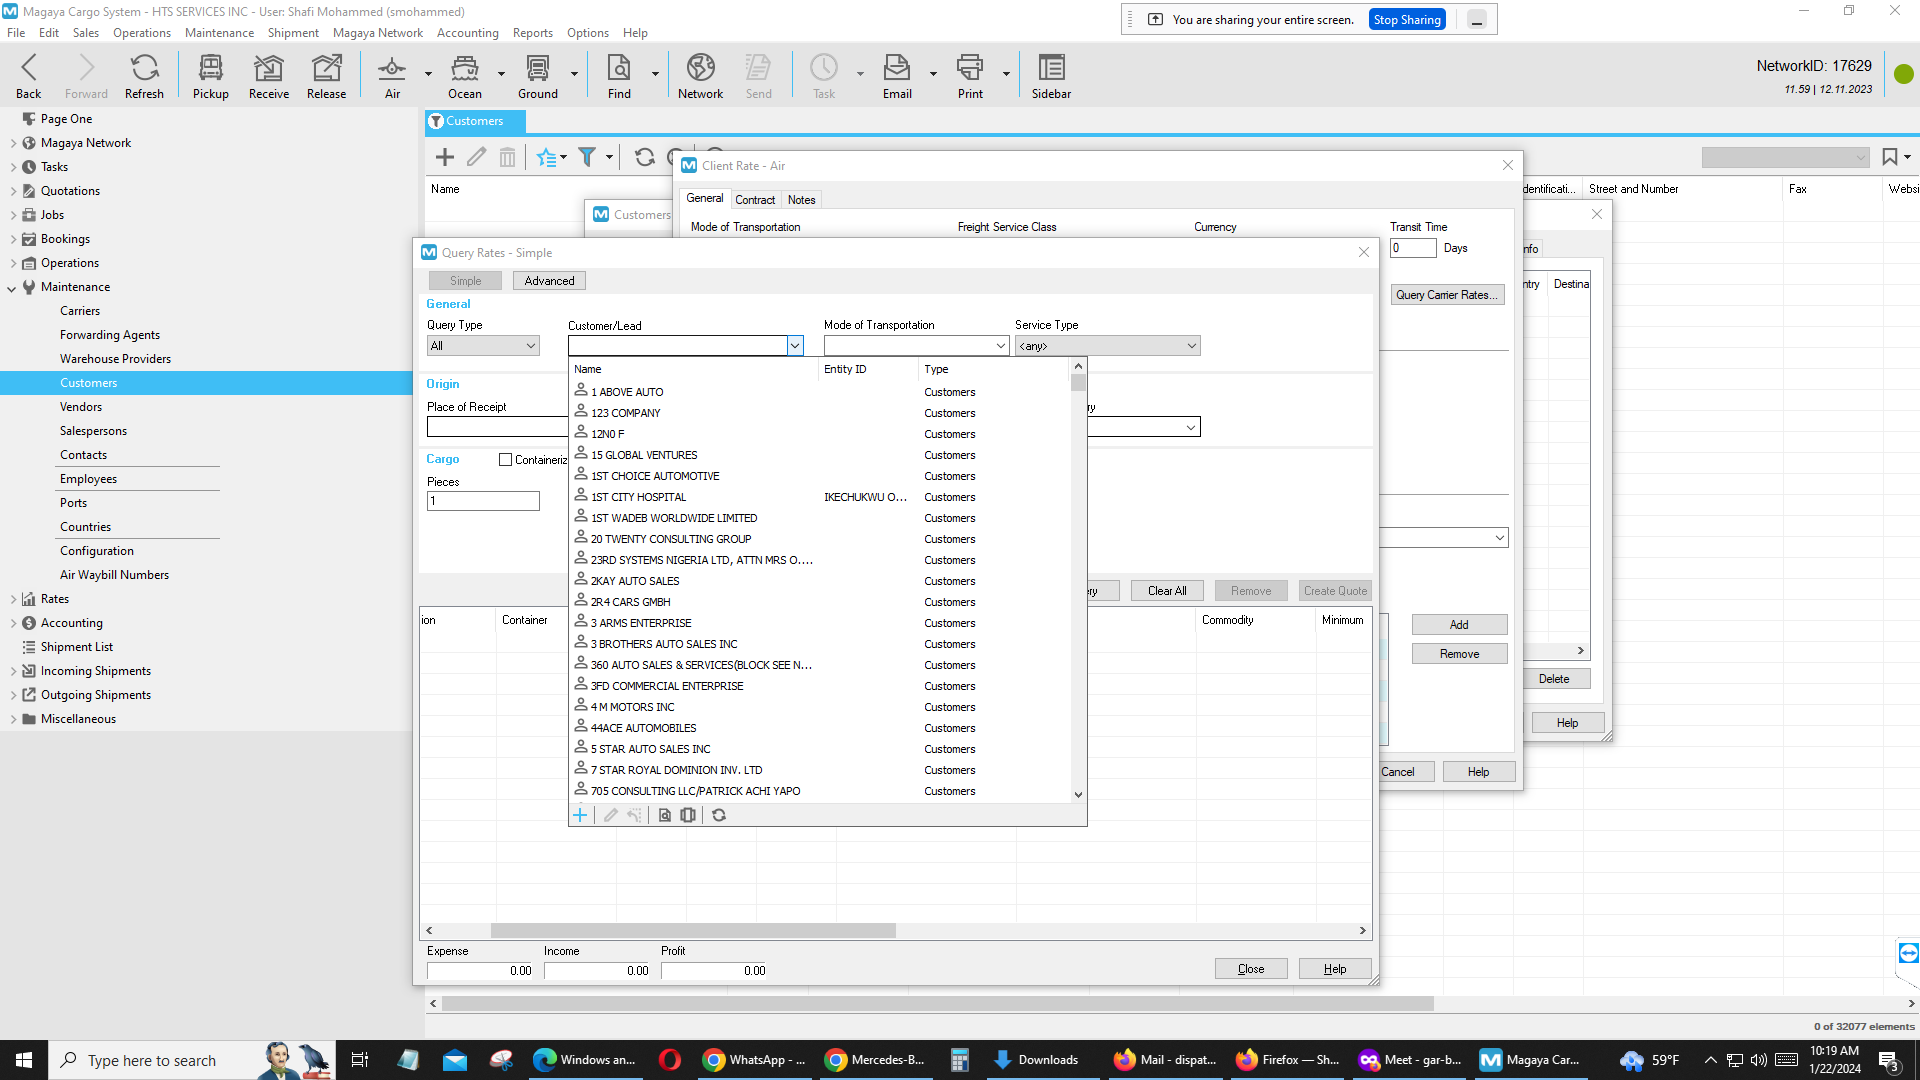 Magaya Cargo System - HTS SERVICES INC - User: Shafi Mohammed (smohammed)
You are sharing your entire screen.
Stop Sharing
File Edit Sales Operations Maintenance Shipment Magaya Network Accounting Reports Options Help
Back Forward Refresh Pickup Receive Release Air Ocean Ground Find Network Send Task Email Print Sidebar
NetworkID: 17629
11.59 | 12.11.2023
Page One
Magaya Network
Tasks
Quotations
Jobs
Bookings
Operations
Maintenance
Carriers
Forwarding Agents
Warehouse Providers
Customers
Vendors
Salespersons
Contacts
Employees
Ports
Countries
Configuration
Air Waybill Numbers
Rates
Accounting
Shipment List
Incoming Shipments
Outgoing Shipments
Miscellaneous
Customers
Name
dentificati... Street and Number Fax Websi
Customers
nfo
ntry Destina
Delete
Help
Client Rate - Air
General Contract Notes
Mode of Transportation Freight Service Class Currency Transit Time
0 Days
Query Carrier Rates...
Add
Remove
Cancel Help
Query Rates - Simple
Simple Advanced
General
Query Type Customer/Lead Mode of Transportation Service Type
All <any>
Origin
Place of Receipt ry
Cargo Containeriz
Pieces
1
Name Entity ID Type
1 ABOVE AUTO Customers
123 COMPANY Customers
12N0 F Customers
15 GLOBAL VENTURES Customers
1ST CHOICE AUTOMOTIVE Customers
1ST CITY HOSPITAL IKECHUKWU O... Customers
1ST WADEB WORLDWIDE LIMITED Customers
20 TWENTY CONSULTING GROUP Customers
23RD SYSTEMS NIGERIA LTD, ATTN MRS O.... Customers
2KAY AUTO SALES Customers
2R4 CARS GMBH Customers
3 ARMS ENTERPRISE Customers
3 BROTHERS AUTO SALES INC Customers
360 AUTO SALES & SERVICES(BLOCK SEE N... Customers
3FD COMMERCIAL ENTERPRISE Customers
4 M MOTORS INC Customers
44ACE AUTOMOBILES Customers
5 STAR AUTO SALES INC Customers
7 STAR ROYAL DOMINION INV. LTD Customers
705 CONSULTING LLC/PATRICK ACHI YAPO Customers
ery Clear All Remove Create Quote
ion Container Commodity Minimum
Expense Income Profit
0.00 0.00 0.00
Close Help
0 of 32077 elements
Type here to search
Windows an...
WhatsApp - ...
Mercedes-B...
Downloads
Mail - dispat...
Firefox — Sh...
Meet - gar-b...
Magaya Car...
59°F
10:19 AM
1/22/2024
3